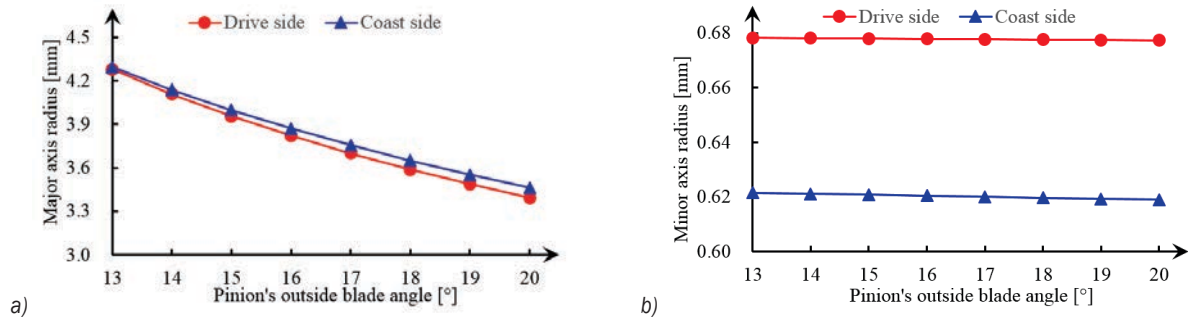 Drive side Coast side
Major axis radius [mm]
4.5
4.2
3.9
3.6
3.3
3.0
13 14 15 16 17 18 19 20
Pinion's outside blade angle [°]
a)
Drive side Coast side
Minor axis radius [mm]
0.68
0.66
0.64
0.62
0.60
13 14 15 16 17 18 19 20
Pinion's outside blade angle [°]
b)